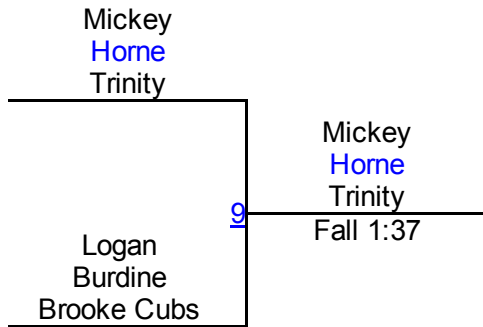 Mickey
Horne
Trinity
Mickey
Horne
Trinity
9
Fall 1:37
Logan
Burdine
Brooke Cubs